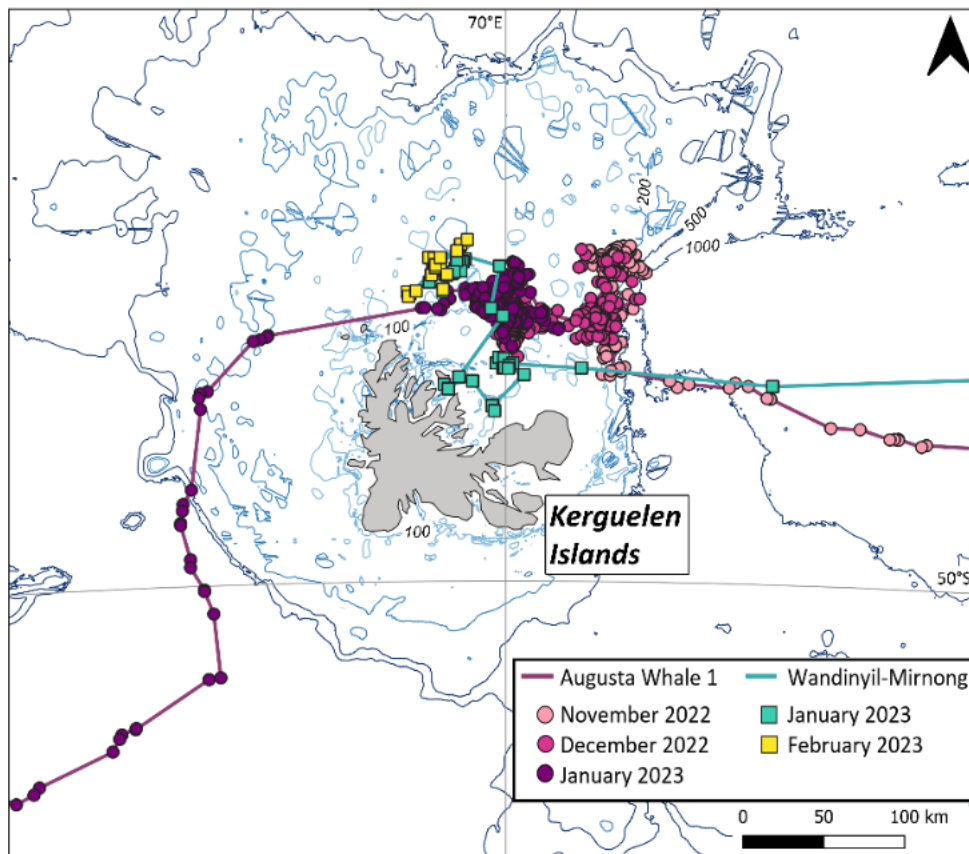 70°E
200
500
1000
100
100
Kerguelen
Islands
50°S
Augusta Whale 1
Wandinyil-Mirnong
November 2022
January 2023
December 2022
February 2023
January 2023
0 50 100 km